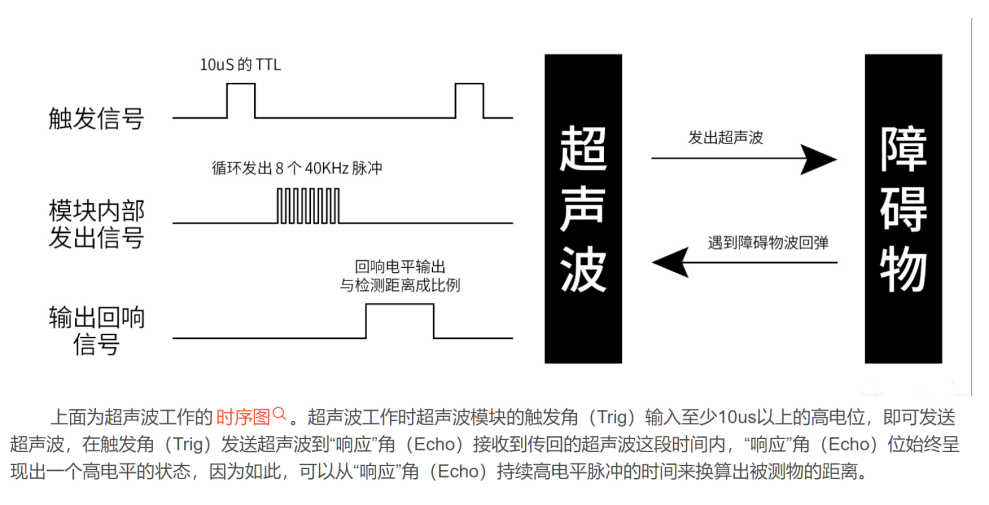 10uS 的 TTL
触发信号
循环发出 8 个 40KHz 脉冲
模块内部
发出信号
回响电平输出
与检测距离成比例
输出回响
信号
超声波
发出超声波
遇到障碍物波回弹
障碍物
上面为超声波工作的 时序图。超声波工作时超声波模块的触发角（Trig）输入至少10us以上的高电位，即可发送
超声波，在触发角（Trig）发送超声波到“响应”角（Echo）接收到传回的超声波这段时间内，“响应”角（Echo）位始终呈
现出一个高电平的状态，因为如此，可以从“响应”角（Echo）持续高电平脉冲的时间来换算出被测物的距离。